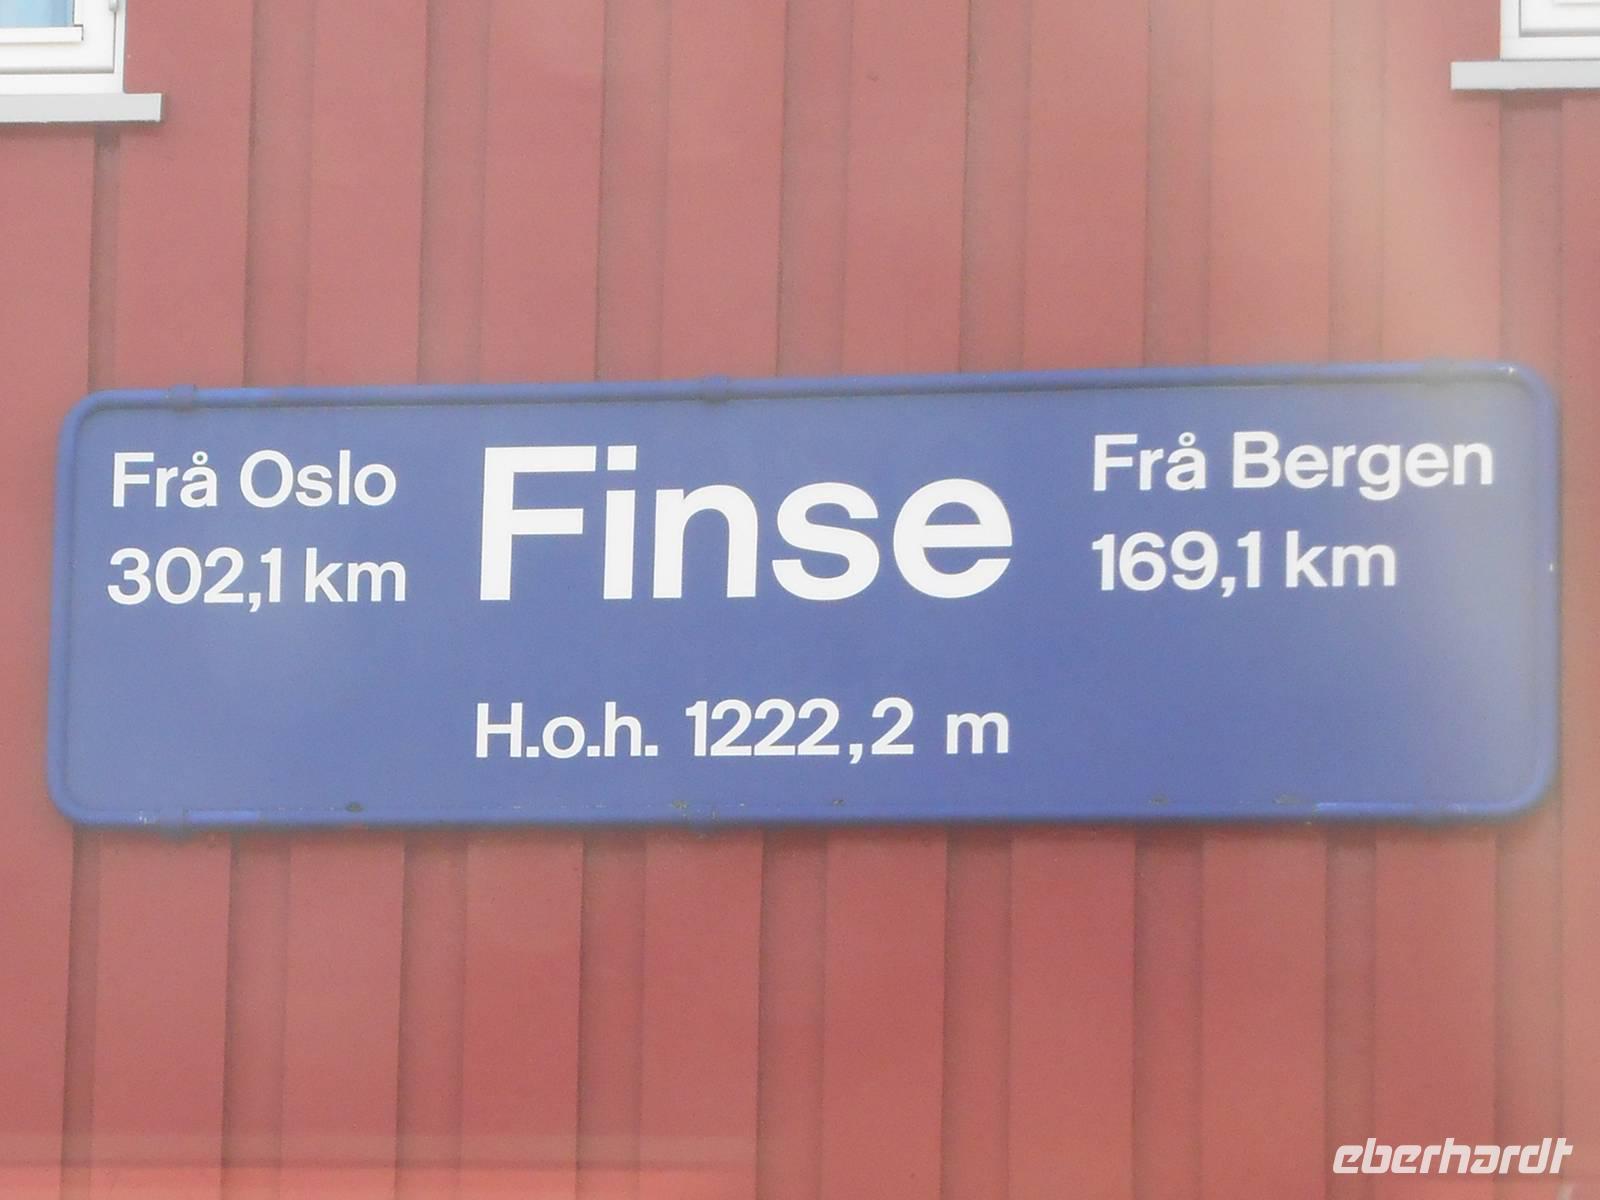 Frå Oslo
302,1 km
Finse
H.o.h. 1222,2 m
Frå Bergen
169,1 km
eberhardt